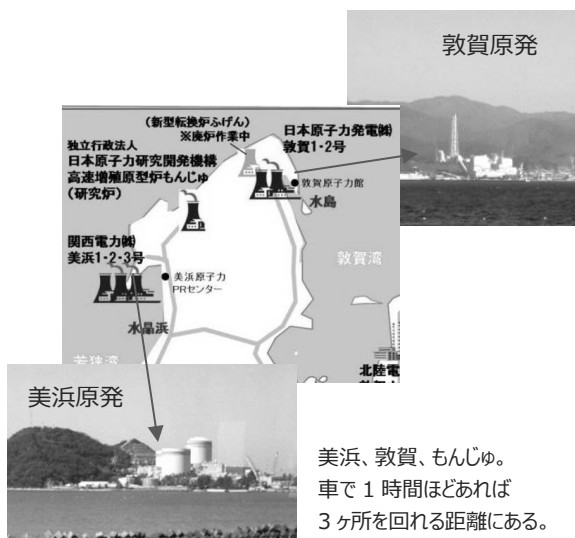 敦賀原発
(新型転換炉ふげん)
※廃炉作業中
日本原子力発電㈱
敦賀1・2号
独立行政法人
日本原子力研究開発機構
高速増殖原型炉もんじゅ
(研究炉)
敦賀原子力館
水島
関西電力㈱
美浜1・2・3号
敦賀湾
美浜原子力
PRセンター
水晶浜
若狭湾
北陸電
美浜原発
美浜、敦賀、もんじゅ。
車で 1 時間ほどあれば
3 ヶ所を回れる距離にある。